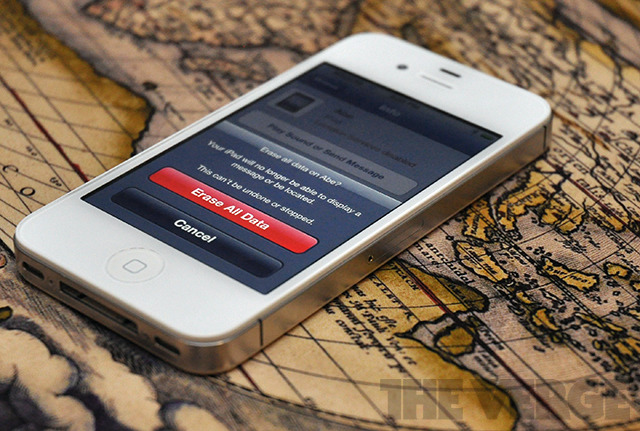 Info
Abe
Play Sound or Send Message
Erase all data on Abe?
Your iPad will no longer be able to display a
message or be located.
This can't be undone or stopped.
Erase All Data
Cancel
THE VERGE